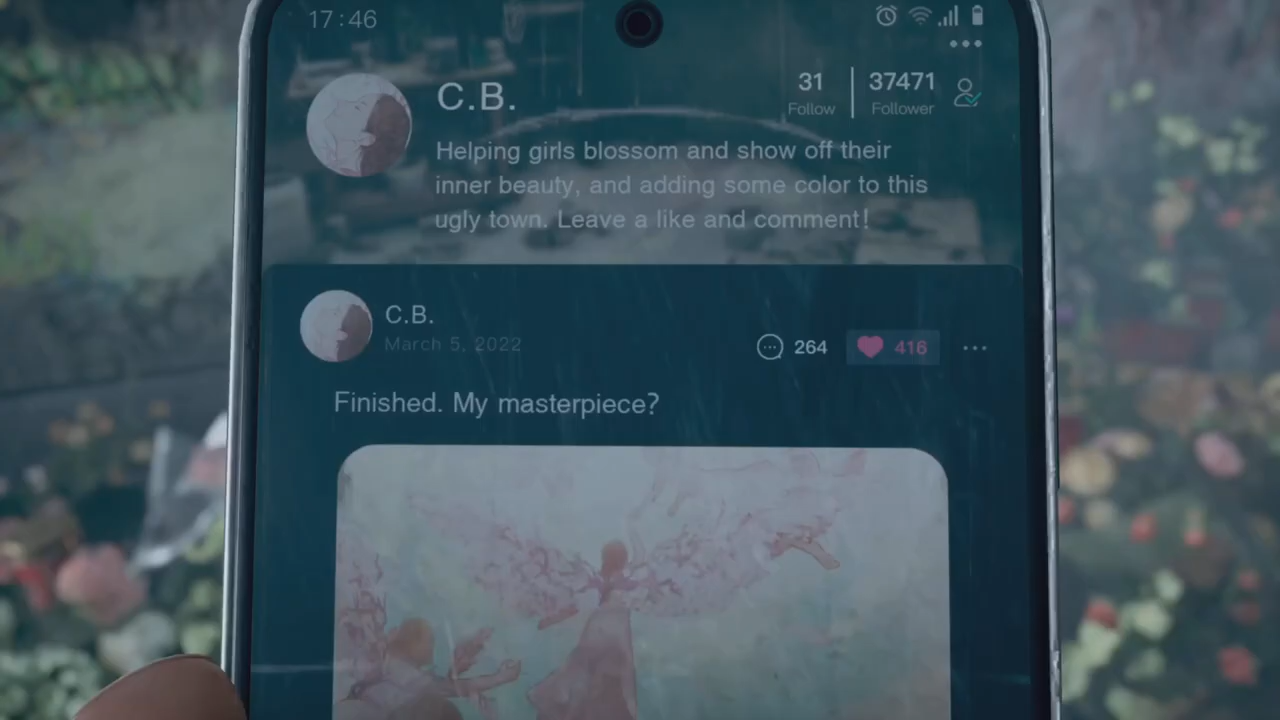 17:46
C.B.
31
Follow
37471
Follower
Helping girls blossom and show off their
inner beauty, and adding some color to this
ugly town. Leave a like and comment!
C.B.
March 5, 2022
264
416
Finished. My masterpiece?